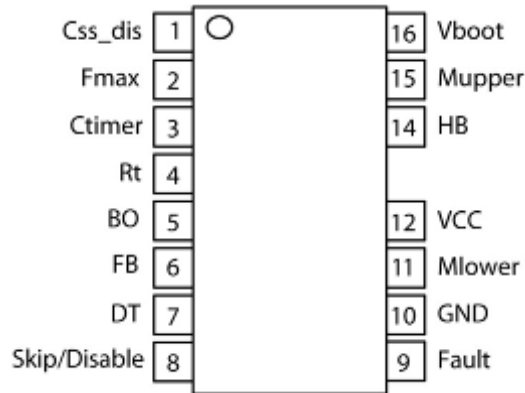 Css_dis 1 16 Vboot
Fmax 2 15 Mupper
Ctimer 3 14 HB
Rt 4
BO 5 12 VCC
FB 6 11 Mlower
DT 7 10 GND
Skip/Disable 8 9 Fault